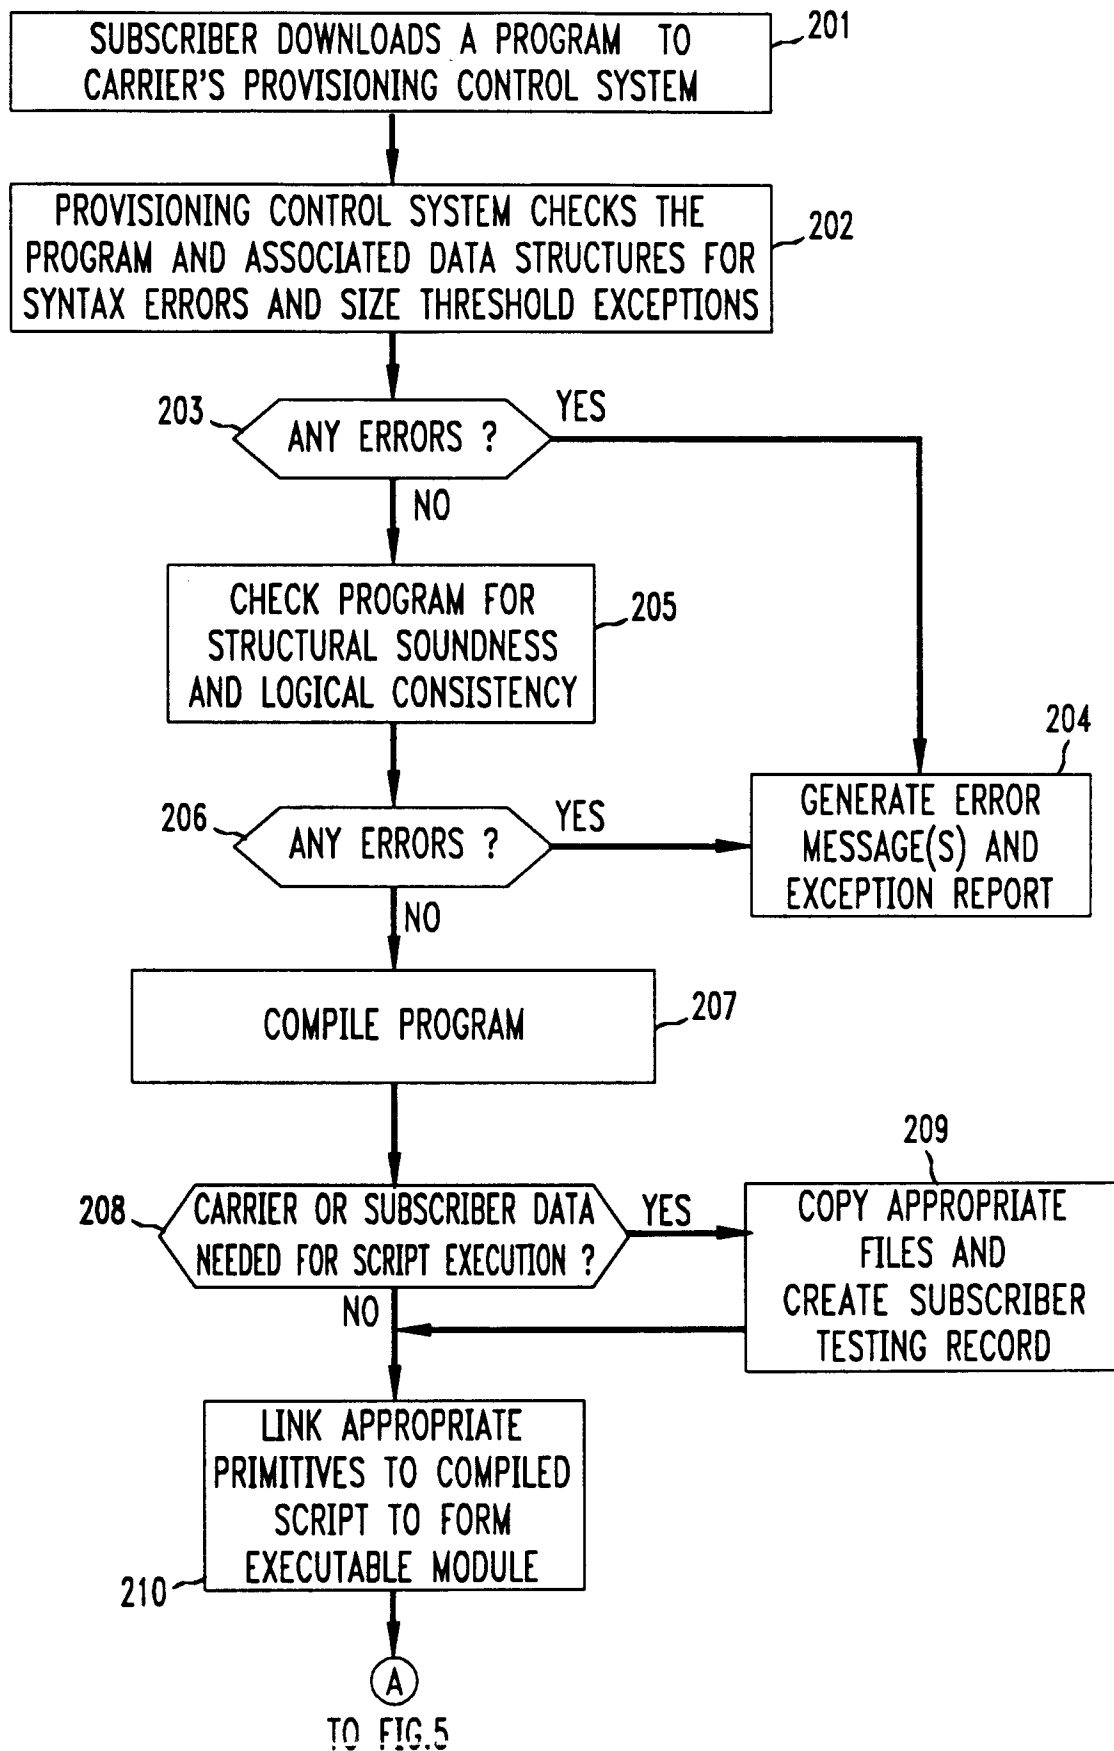 SUBSCRIBER DOWNLOADS A PROGRAM TO
CARRIER'S PROVISIONING CONTROL SYSTEM
201
PROVISIONING CONTROL SYSTEM CHECKS THE
PROGRAM AND ASSOCIATED DATA STRUCTURES FOR
SYNTAX ERRORS AND SIZE THRESHOLD EXCEPTIONS
202
203
ANY ERRORS ?
YES
NO
CHECK PROGRAM FOR
STRUCTURAL SOUNDNESS
AND LOGICAL CONSISTENCY
205
204
GENERATE ERROR
MESSAGE(S) AND
EXCEPTION REPORT
206
ANY ERRORS ?
YES
NO
COMPILE PROGRAM
207
208
CARRIER OR SUBSCRIBER DATA
NEEDED FOR SCRIPT EXECUTION ?
YES
NO
209
COPY APPROPRIATE
FILES AND
CREATE SUBSCRIBER
TESTING RECORD
LINK APPROPRIATE
PRIMITIVES TO COMPILED
SCRIPT TO FORM
EXECUTABLE MODULE
210
A
TO FIG.5